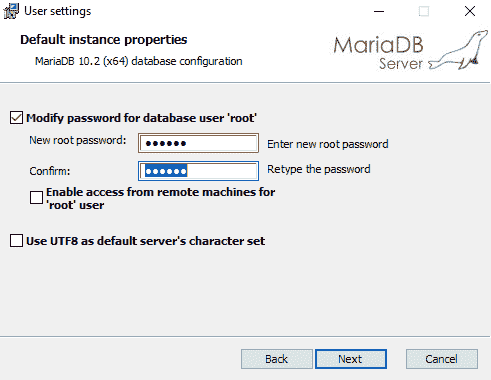 User settings
Default instance properties
MariaDB 10.2 (x64) database configuration
MariaDB
Server
Modify password for database user 'root'
New root password: •••••• Enter new root password
Confirm: •••••• Retype the password
Enable access from remote machines for
'root' user
Use UTF8 as default server's character set
Back Next Cancel